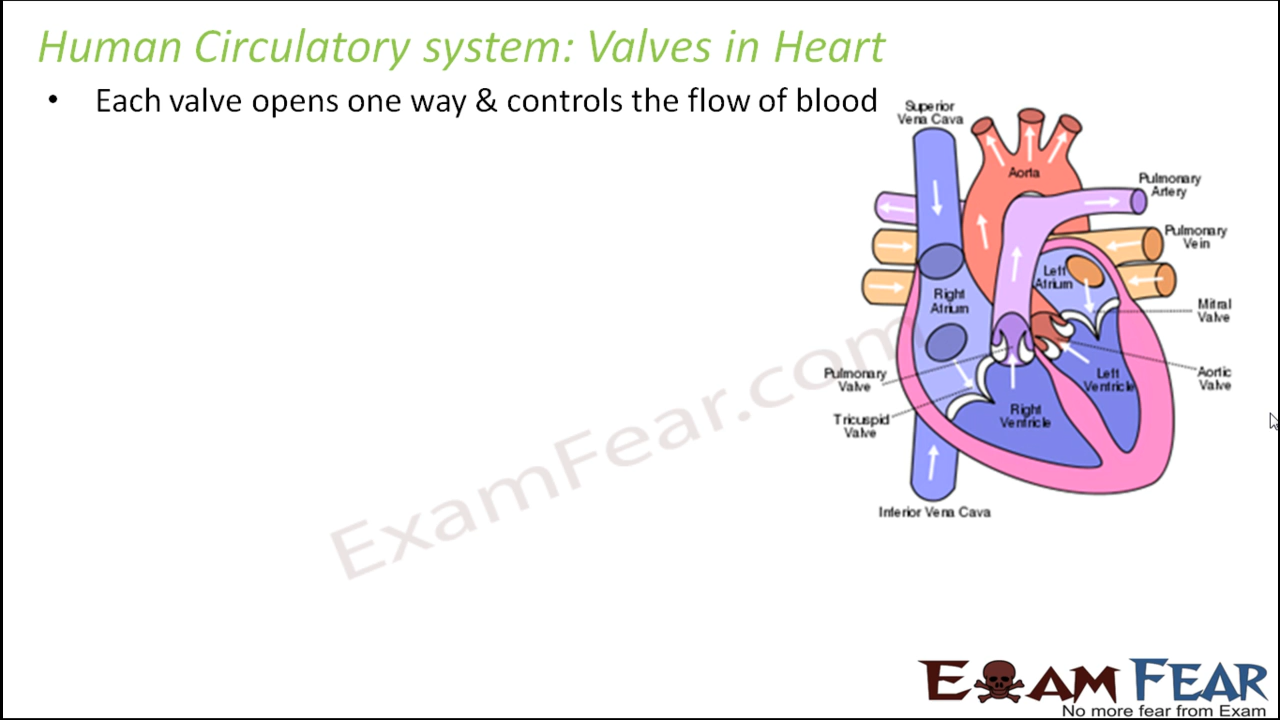 Human Circulatory system: Valves in Heart
• Each valve opens one way & controls the flow of blood
Superior
Vena Cava
Aorta
Pulmonary
Artery
Pulmonary
Vein
Left
Atrium
Right
Atrium
Mitral
Valve
Pulmonary
Valve
Left
Ventricle
Aortic
Valve
Tricuspid
Valve
Right
Ventricle
Inferior Vena Cava
ExamFear.com
EXAM FEAR
No more fear from Exam